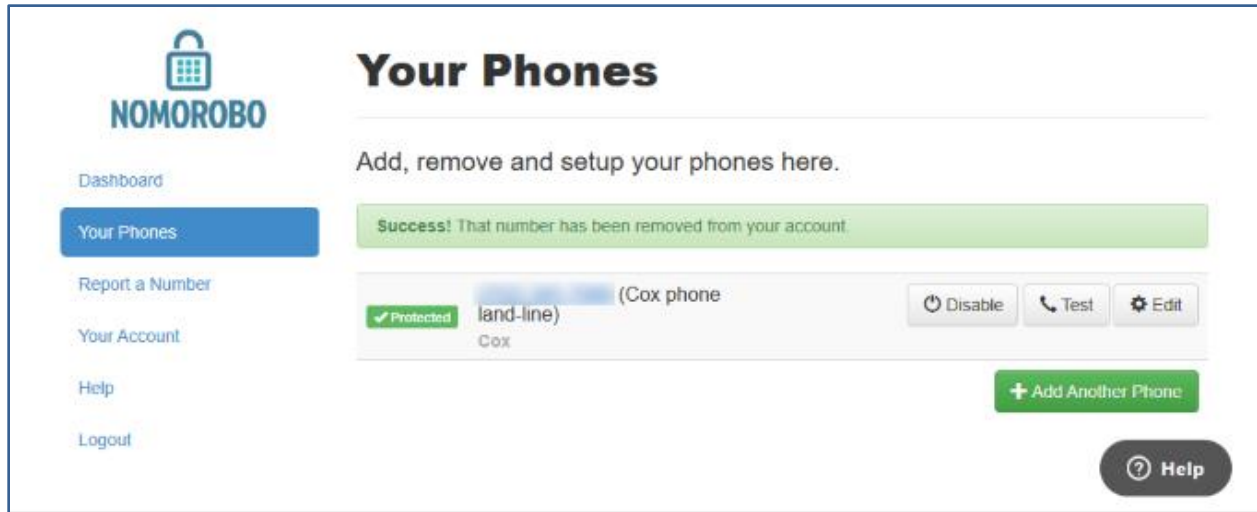 NOMOROBO
Dashboard
Your Phones
Report a Number
Your Account
Help
Logout
Your Phones
Add, remove and setup your phones here.
Success! That number has been removed from your account.
Protected
(Cox phone
land-line)
Cox
Disable
Test
Edit
+ Add Another Phone
? Help